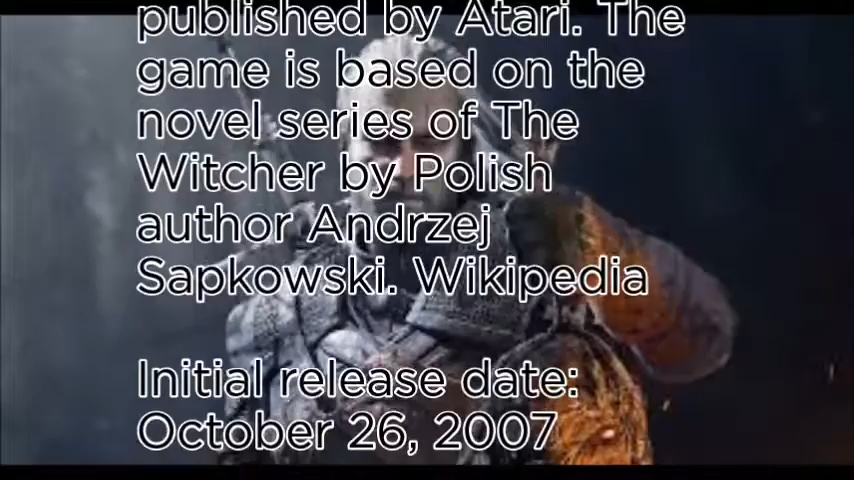 published by Atari. The
game is based on the
novel series of The
Witcher by Polish
author Andrzej
Sapkowski. Wikipedia
Initial release date:
October 26, 2007